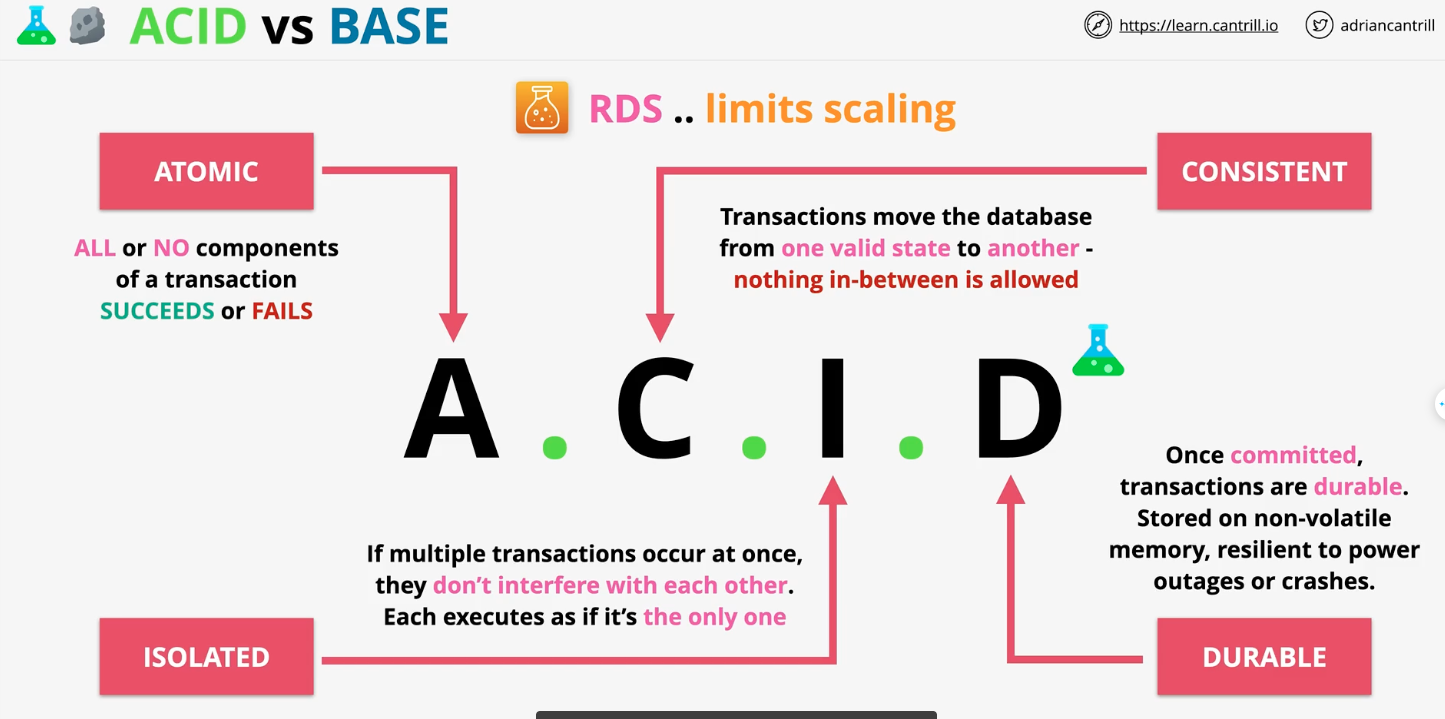 ACID vs BASE
https://learn.cantrill.io
adriancantrill
RDS .. limits scaling
ATOMIC
ALL or NO components
of a transaction
SUCCEEDS or FAILS
CONSISTENT
Transactions move the database
from one valid state to another -
nothing in-between is allowed
A . C . I . D
If multiple transactions occur at once,
they don’t interfere with each other.
Each executes as if it’s the only one
ISOLATED
Once committed,
transactions are durable.
Stored on non-volatile
memory, resilient to power
outages or crashes.
DURABLE